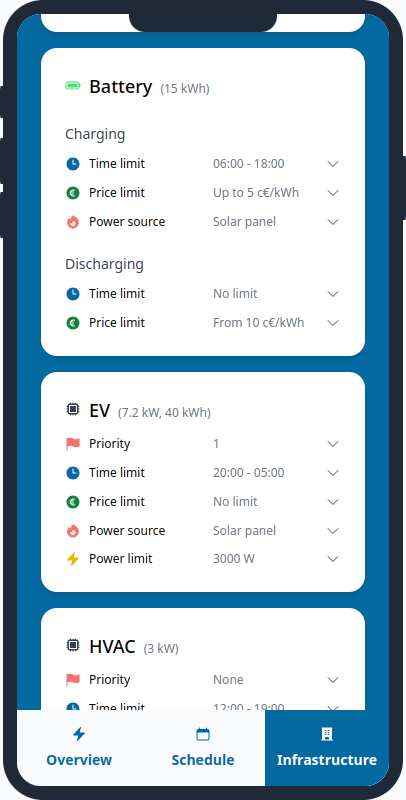 Battery (15 kWh)
Charging
Time limit 06:00 - 18:00
Price limit Up to 5 c€/kWh
Power source Solar panel
Discharging
Time limit No limit
Price limit From 10 c€/kWh
EV (7.2 kW, 40 kWh)
Priority 1
Time limit 20:00 - 05:00
Price limit No limit
Power source Solar panel
Power limit 3000 W
HVAC (3 kW)
Priority None
Time limit 12:00 - 19:00
Overview Schedule Infrastructure